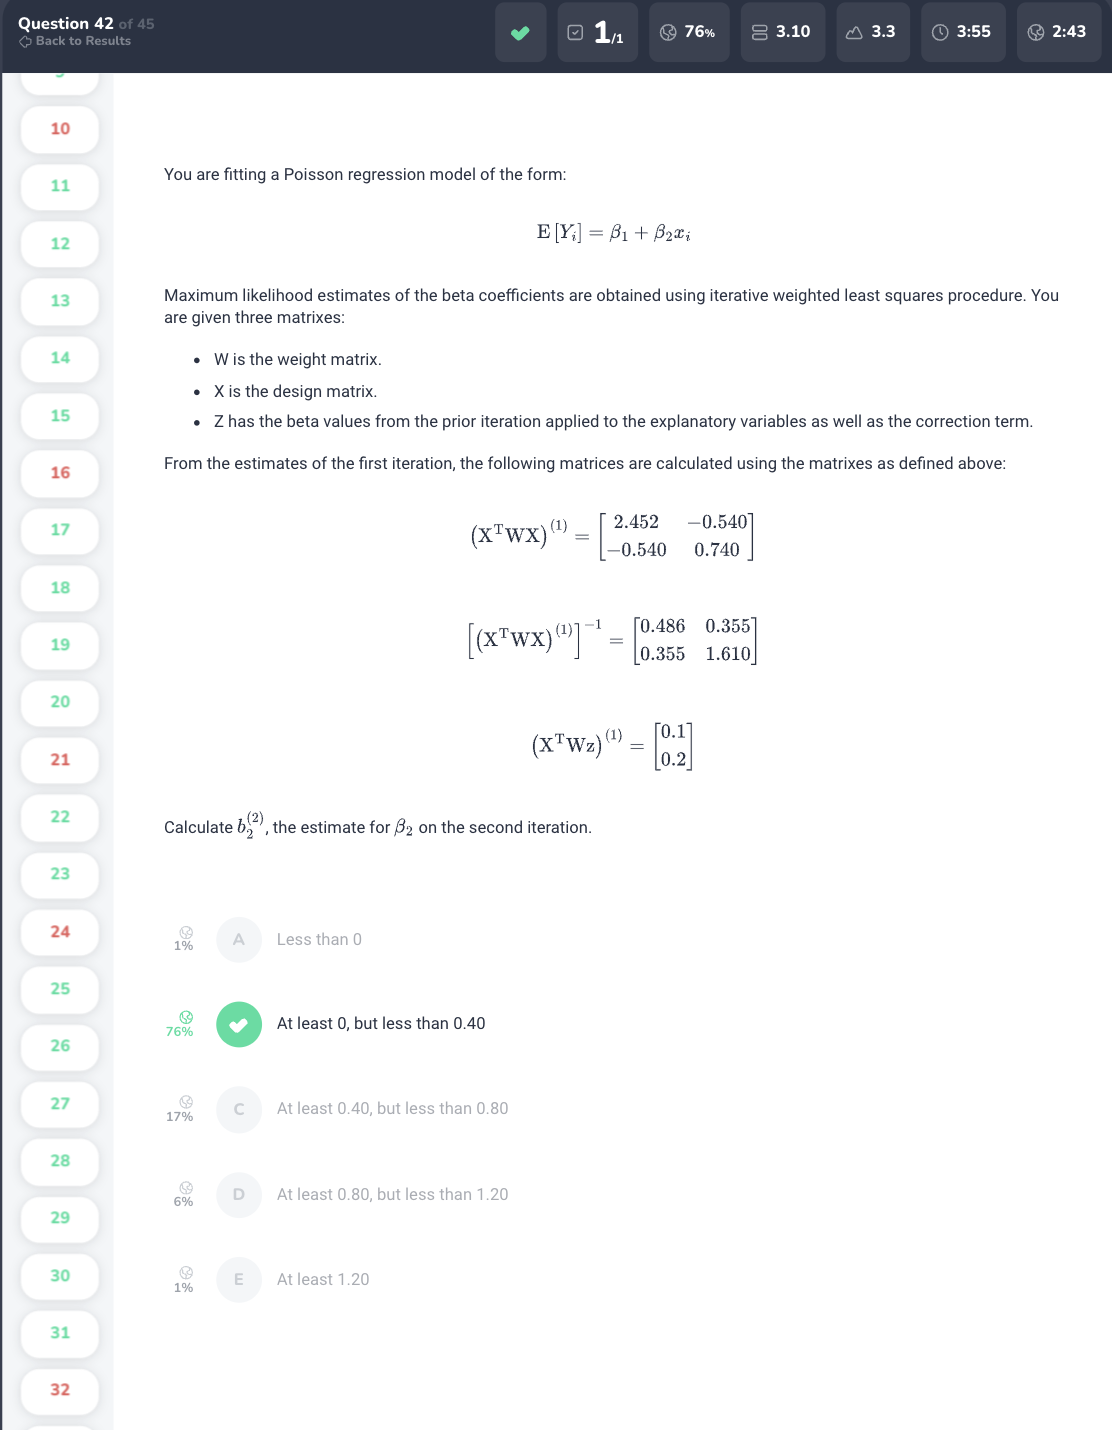 Question 42 of 45
Back to Results
1/1
76%
3.10
3.3
3:55
2:43
10
11
12
13
14
15
16
17
18
19
20
21
22
23
24
25
26
27
28
29
30
31
32
You are fitting a Poisson regression model of the form:
E [Y_i] = β_1 + β_2 x_i
Maximum likelihood estimates of the beta coefficients are obtained using iterative weighted least squares procedure. You
are given three matrixes:
• W is the weight matrix.
• X is the design matrix.
• Z has the beta values from the prior iteration applied to the explanatory variables as well as the correction term.
From the estimates of the first iteration, the following matrices are calculated using the matrixes as defined above:
(X^T WX)^(1) = [2.452 −0.540
−0.540 0.740]
[(X^T WX)^(1)]^−1 = [0.486 0.355
0.355 1.610]
(X^T Wz)^(1) = [0.1
0.2]
Calculate b_2^(2), the estimate for β_2 on the second iteration.
1% A Less than 0
76% At least 0, but less than 0.40
17% C At least 0.40, but less than 0.80
6% D At least 0.80, but less than 1.20
1% E At least 1.20